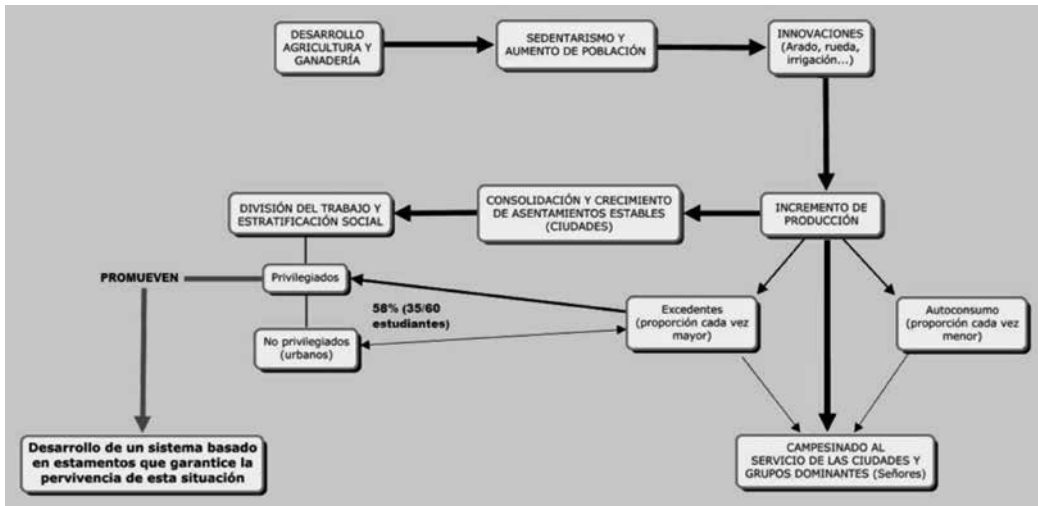 DESARROLLO
AGRICULTURA Y
GANADERÍA
SEDENTARISMO Y
AUMENTO DE POBLACIÓN
INNOVACIONES
(Arado, rueda,
irrigación...)
DIVISIÓN DEL TRABAJO Y
ESTRATIFICACIÓN SOCIAL
CONSOLIDACIÓN Y CRECIMIENTO
DE ASENTAMIENTOS ESTABLES
(CIUDADES)
INCREMENTO DE
PRODUCCIÓN
PROMUEVEN
Privilegiados
58% (35/60
estudiantes)
No privilegiados
(urbanos)
Excedentes
(proporción cada vez
mayor)
Autoconsumo
(proporción cada vez
menor)
Desarrollo de un sistema basado
en estamentos que garantice la
pervivencia de esta situación
CAMPESINADO AL
SERVICIO DE LAS CIUDADES Y
GRUPOS DOMINANTES (Señores)